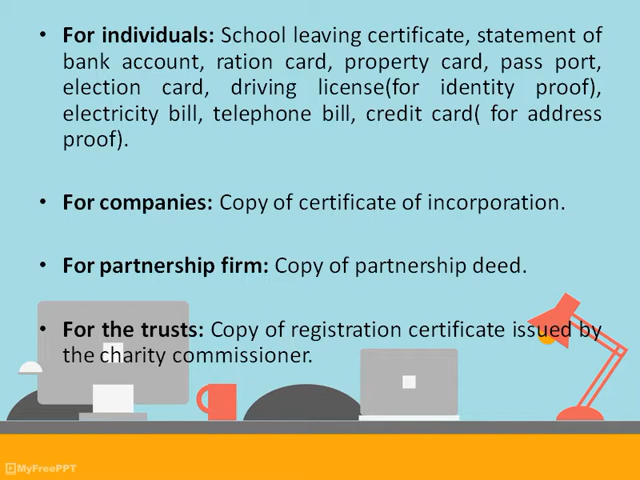 • For individuals: School leaving certificate, statement of
bank account, ration card, property card, pass port,
election card, driving license(for identity proof),
electricity bill, telephone bill, credit card( for address
proof).
• For companies: Copy of certificate of incorporation.
• For partnership firm: Copy of partnership deed.
• For the trusts: Copy of registration certificate issued by
the charity commissioner.
MyFreePPT